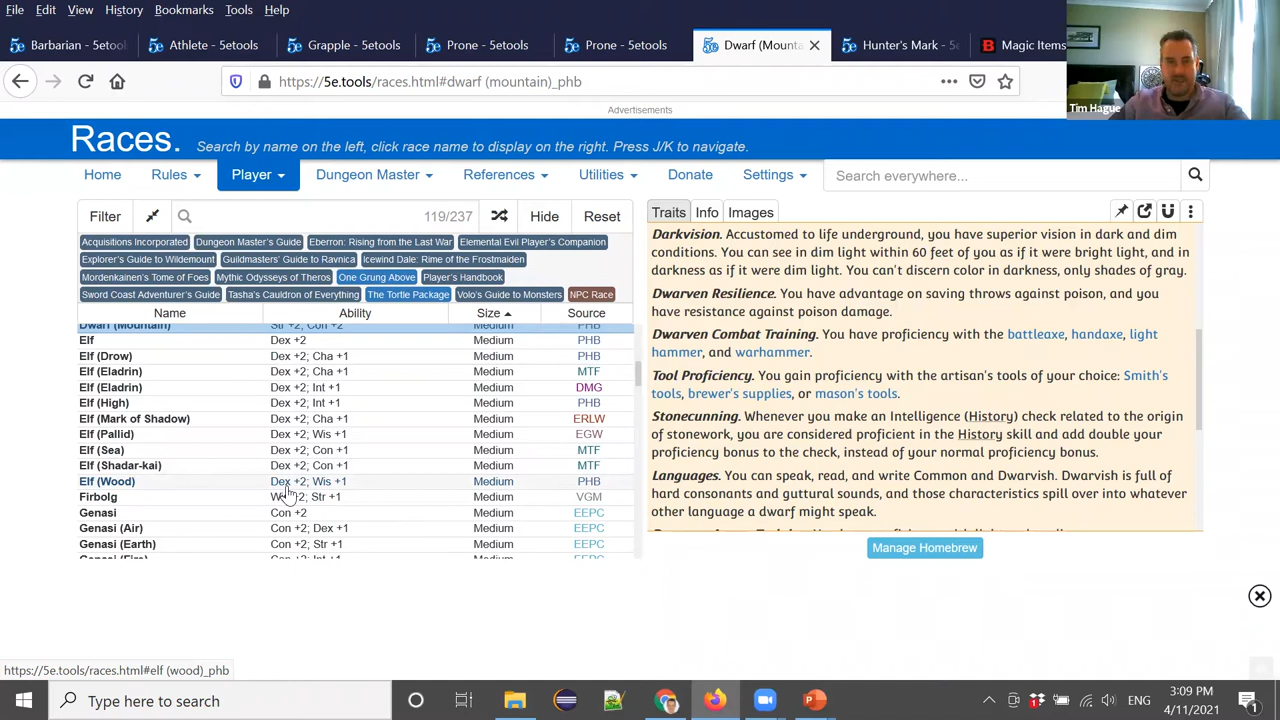 File Edit View History Bookmarks Tools Help
Barbarian - 5etools
Athlete - 5etools
Grapple - 5etools
Prone - 5etools
Prone - 5etools
Dwarf (Mounta
Hunter's Mark - 5e
Magic Items
https://5e.tools/races.html#dwarf (mountain)_phb
Tim Hague
Advertisements
Races. Search by name on the left, click race name to display on the right. Press J/K to navigate.
Home Rules Player Dungeon Master References Utilities Donate Settings Search everywhere...
Filter 119/237 Hide Reset
Acquisitions Incorporated Dungeon Master's Guide Eberron: Rising from the Last War Elemental Evil Player's Companion
Explorer's Guide to Wildemount Guildmasters' Guide to Ravnica Icewind Dale: Rime of the Frostmaiden
Mordenkainen's Tome of Foes Mythic Odysseys of Theros One Grung Above Player's Handbook
Sword Coast Adventurer's Guide Tasha's Cauldron of Everything The Tortle Package Volo's Guide to Monsters NPC Race
Name Ability Size Source
Dwarf (Mountain) Str +2; Con +2 Medium PHB
Elf Dex +2 Medium PHB
Elf (Drow) Dex +2; Cha +1 Medium PHB
Elf (Eladrin) Dex +2; Cha +1 Medium MTF
Elf (Eladrin) Dex +2; Int +1 Medium DMG
Elf (High) Dex +2; Int +1 Medium PHB
Elf (Mark of Shadow) Dex +2; Cha +1 Medium ERLW
Elf (Pallid) Dex +2; Wis +1 Medium EGW
Elf (Sea) Dex +2; Con +1 Medium MTF
Elf (Shadar-kai) Dex +2; Con +1 Medium MTF
Elf (Wood) Dex +2; Wis +1 Medium PHB
Firbolg Wis +2; Str +1 Medium VGM
Genasi Con +2 Medium EEPC
Genasi (Air) Con +2; Dex +1 Medium EEPC
Genasi (Earth) Con +2; Str +1 Medium EEPC
Genasi (Fire) Con +2; Int +1 Medium EEPC
Traits Info Images
Darkvision. Accustomed to life underground, you have superior vision in dark and dim
conditions. You can see in dim light within 60 feet of you as if it were bright light, and in
darkness as if it were dim light. You can't discern color in darkness, only shades of gray.
Dwarven Resilience. You have advantage on saving throws against poison, and you
have resistance against poison damage.
Dwarven Combat Training. You have proficiency with the battleaxe, handaxe, light
hammer, and warhammer.
Tool Proficiency. You gain proficiency with the artisan's tools of your choice: Smith's
tools, brewer's supplies, or mason's tools.
Stonecunning. Whenever you make an Intelligence (History) check related to the origin
of stonework, you are considered proficient in the History skill and add double your
proficiency bonus to the check, instead of your normal proficiency bonus.
Languages. You can speak, read, and write Common and Dwarvish. Dwarvish is full of
hard consonants and guttural sounds, and those characteristics spill over into whatever
other language a dwarf might speak.
Manage Homebrew
https://5e.tools/races.html#elf (wood)_phb
Type here to search
ENG
3:09 PM
4/11/2021
1